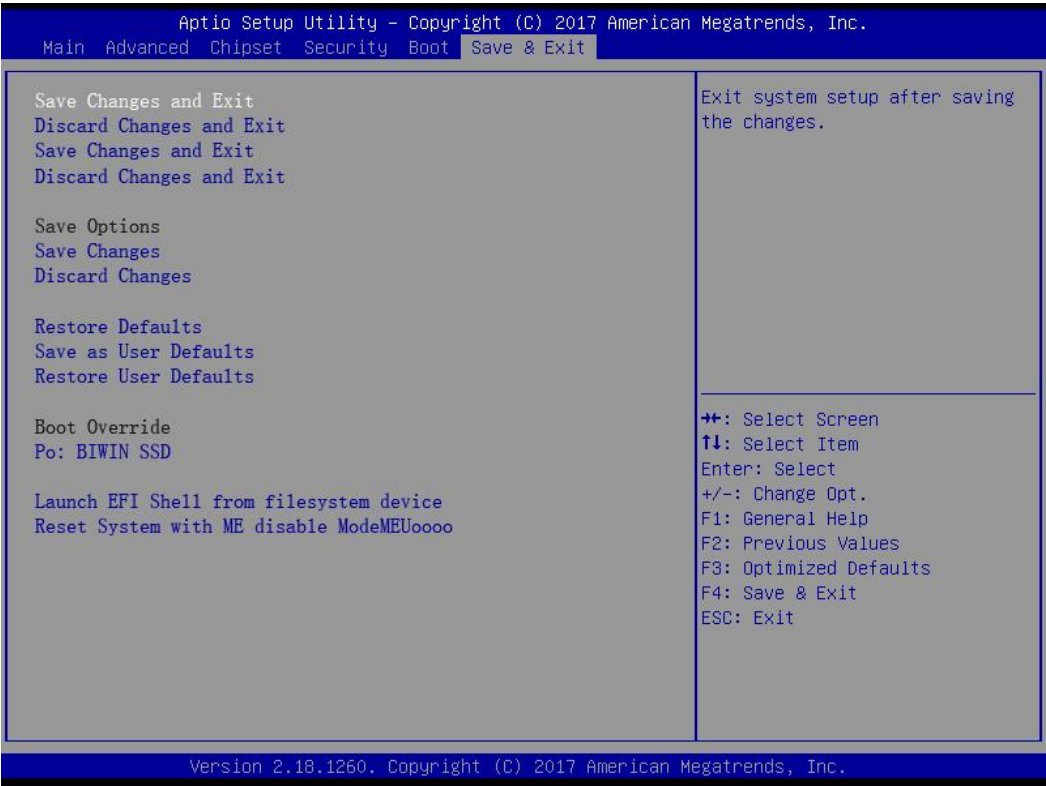 Aptio Setup Utility – Copyright (C) 2017 American Megatrends, Inc.
Main Advanced Chipset Security Boot Save & Exit
Save Changes and Exit
Discard Changes and Exit
Save Changes and Exit
Discard Changes and Exit
Save Options
Save Changes
Discard Changes
Restore Defaults
Save as User Defaults
Restore User Defaults
Boot Override
Po: BIWIN SSD
Launch EFI Shell from filesystem device
Reset System with ME disable ModeMEUoooo
Exit system setup after saving
the changes.
→←: Select Screen
↑↓: Select Item
Enter: Select
+/-: Change Opt.
F1: General Help
F2: Previous Values
F3: Optimized Defaults
F4: Save & Exit
ESC: Exit
Version 2.18.1260. Copyright (C) 2017 American Megatrends, Inc.